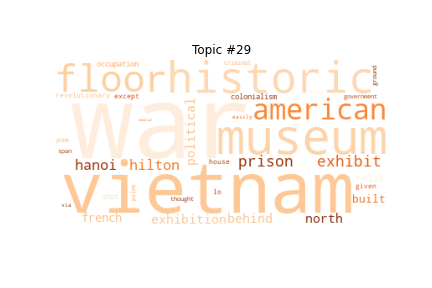 Topic #29
occupation criminal
floor historic ground
revolutionary except colonialism government
war american
political easily
poe museum
span
hanoi hilton house prison exhibit
vietnam
pilot thought lo given
via built
french exhibition behind north